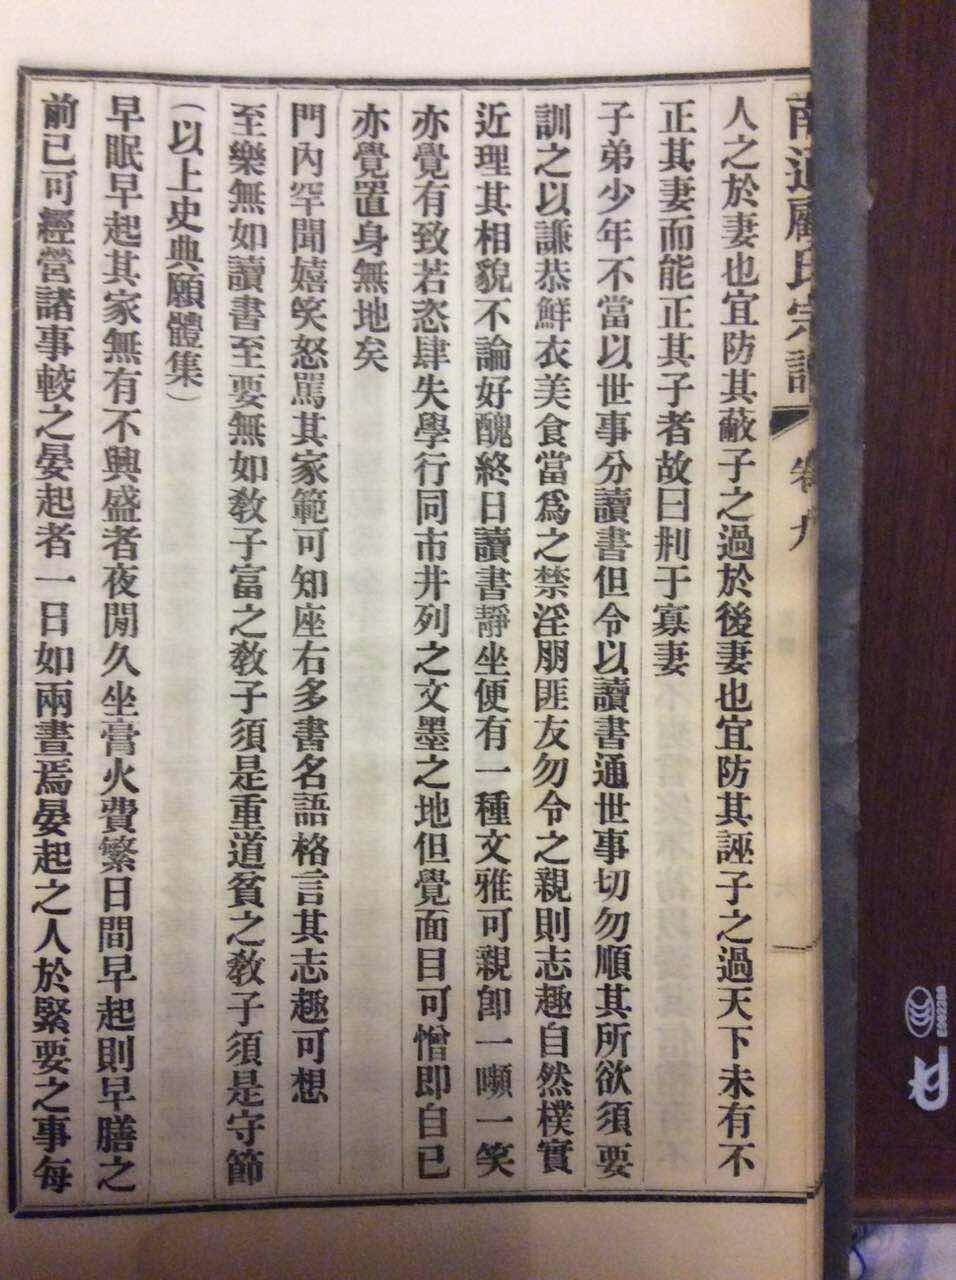 南通顧氏宗譜 卷九
人之於妻也宜防其蔽子之過於後妻也宜防其誣子之過天下未有不
正其妻而能正其子者故曰刑于寡妻
子弟少年不當以世事分讀書但令以讀書通世事切勿順其所欲須要
訓之以謙恭鮮衣美食當爲之禁淫朋匪友勿令之親則志趣自然樸實
近理其相貌不論好醜終日讀書靜坐便有一種文雅可親卽一嚬一笑
亦覺有致若恣肆失學行同市井列之文墨之地但覺面目可憎即自已
亦覺置身無地矣
門內罕聞嬉笑怒罵其家範可知座右多書名語格言其志趣可想
至樂無如讀書至要無如敎子富之敎子須是重道貧之敎子須是守節
（以上史典願體集）
早眠早起其家無有不興盛者夜閒久坐膏火費繁日間早起則早膳之
前已可經營諸事較之晏起者一日如兩晝焉晏起之人於緊要之事每